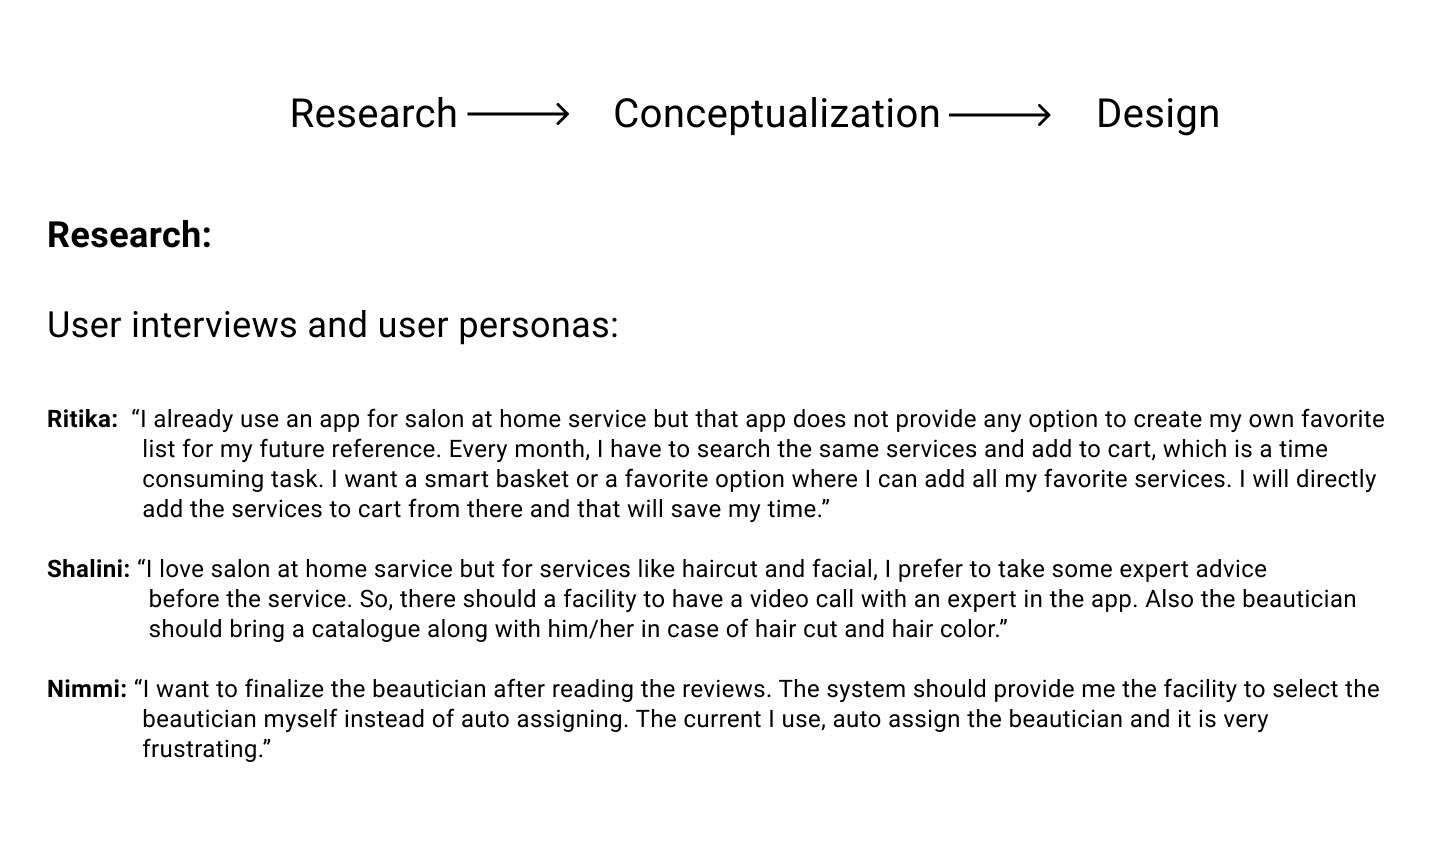 Research → Conceptualization → Design
Research:
User interviews and user personas:
Ritika: “I already use an app for salon at home service but that app does not provide any option to create my own favorite
list for my future reference. Every month, I have to search the same services and add to cart, which is a time
consuming task. I want a smart basket or a favorite option where I can add all my favorite services. I will directly
add the services to cart from there and that will save my time.”
Shalini: “I love salon at home sarvice but for services like haircut and facial, I prefer to take some expert advice
before the service. So, there should a facility to have a video call with an expert in the app. Also the beautician
should bring a catalogue along with him/her in case of hair cut and hair color.”
Nimmi: “I want to finalize the beautician after reading the reviews. The system should provide me the facility to select the
beautician myself instead of auto assigning. The current I use, auto assign the beautician and it is very
frustrating.”